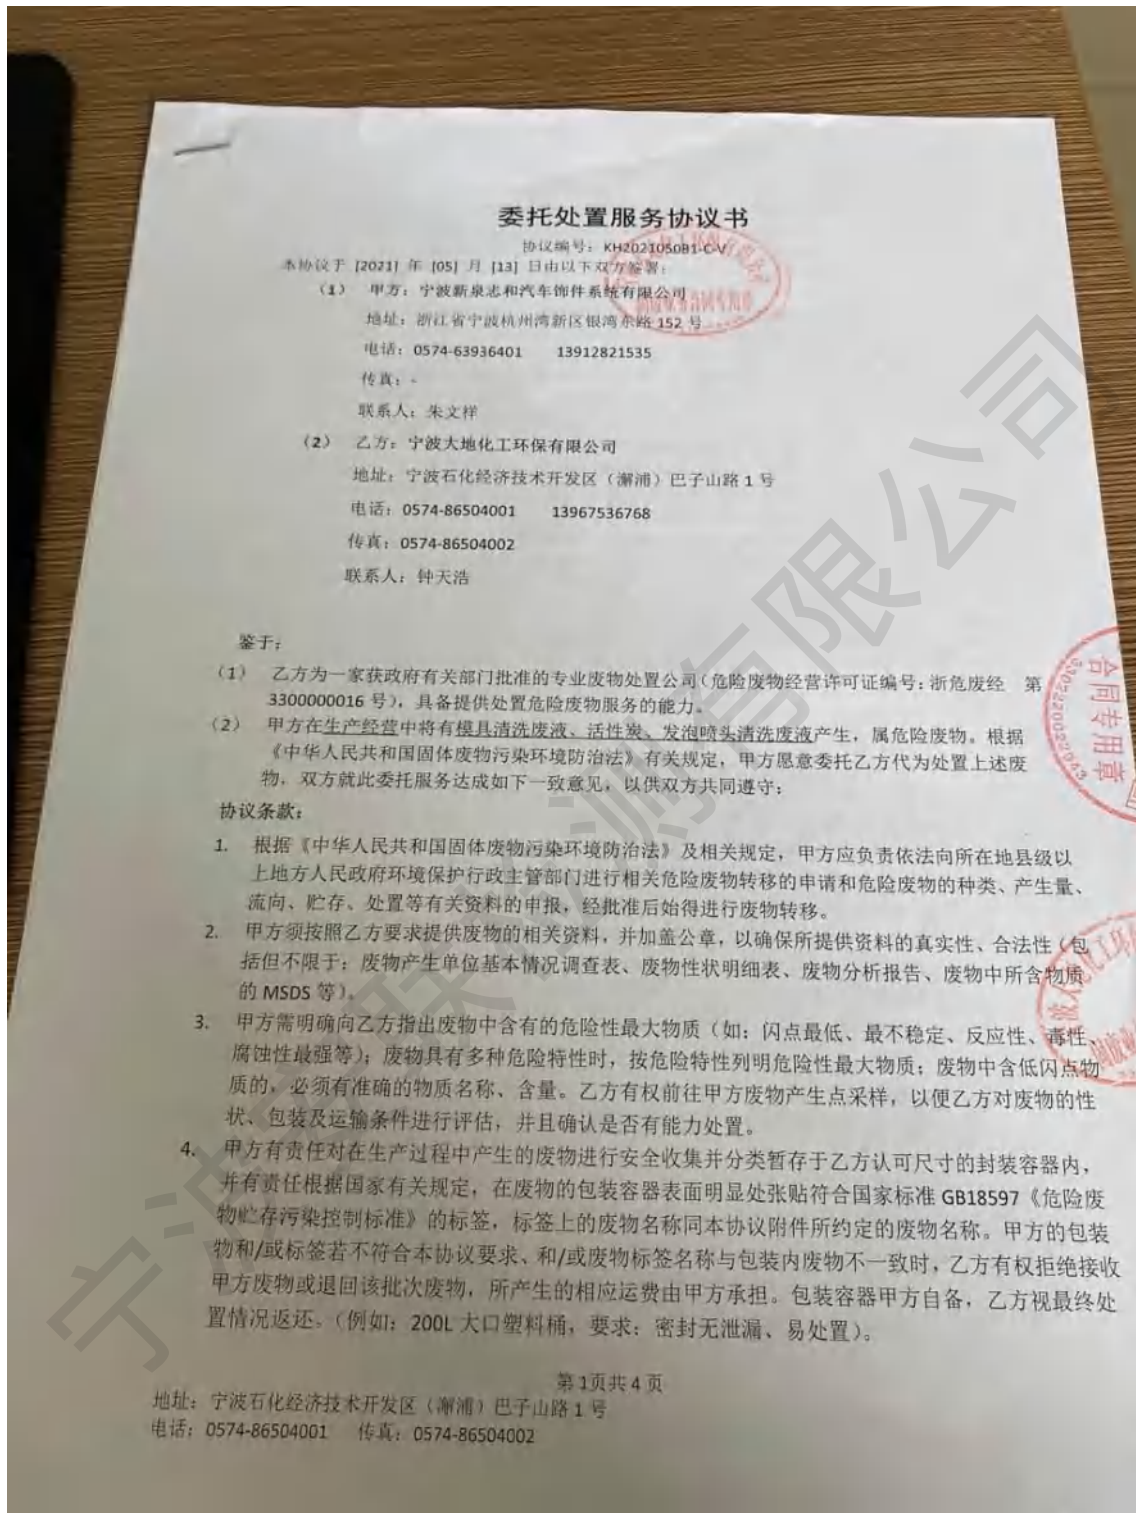 委托处置服务协议书
协议编号：KH2021050B1-C-V
本协议于 [2021] 年 [05] 月 [13] 日由以下双方签署：
（1） 甲方：宁波新泉志和汽车饰件系统有限公司
地址：浙江省宁波杭州湾新区银湾东路 152 号
电话：0574-63936401 13912821535
传真：-
联系人：朱文祥
（2） 乙方：宁波大地化工环保有限公司
地址：宁波石化经济技术开发区（澥浦）巴子山路 1 号
电话：0574-86504001 13967536768
传真：0574-86504002
联系人：钟天浩
鉴于：
（1） 乙方为一家获政府有关部门批准的专业废物处置公司（危险废物经营许可证编号：浙危废经 第
3300000016 号），具备提供处置危险废物服务的能力。
（2） 甲方在生产经营中将有模具清洗废液、活性炭、发泡喷头清洗废液产生，属危险废物。根据
《中华人民共和国固体废物污染环境防治法》有关规定，甲方愿意委托乙方代为处置上述废
物，双方就此委托服务达成如下一致意见，以供双方共同遵守：
协议条款：
1. 根据《中华人民共和国固体废物污染环境防治法》及相关规定，甲方应负责依法向所在地县级以
上地方人民政府环境保护行政主管部门进行相关危险废物转移的申请和危险废物的种类、产生量、
流向、贮存、处置等有关资料的申报，经批准后始得进行废物转移。
2. 甲方须按照乙方要求提供废物的相关资料，并加盖公章，以确保所提供资料的真实性、合法性（包
括但不限于：废物产生单位基本情况调查表、废物性状明细表、废物分析报告、废物中所含物质
的 MSDS 等）。
3. 甲方需明确向乙方指出废物中含有的危险性最大物质（如：闪点最低、最不稳定、反应性、毒性、
腐蚀性最强等）；废物具有多种危险特性时，按危险特性列明危险性最大物质；废物中含低闪点物
质的，必须有准确的物质名称、含量。乙方有权前往甲方废物产生点采样，以便乙方对废物的性
状、包装及运输条件进行评估，并且确认是否有能力处置。
4. 甲方有责任对在生产过程中产生的废物进行安全收集并分类暂存于乙方认可尺寸的封装容器内，
并有责任根据国家有关规定，在废物的包装容器表面明显处张贴符合国家标准 GB18597《危险废
物贮存污染控制标准》的标签，标签上的废物名称同本协议附件所约定的废物名称。甲方的包装
物和/或标签若不符合本协议要求、和/或废物标签名称与包装内废物不一致时，乙方有权拒绝接收
甲方废物或退回该批次废物，所产生的相应运费由甲方承担。包装容器甲方自备，乙方视最终处
置情况返还。（例如：200L 大口塑料桶，要求：密封无泄漏、易处置）。
第 1页共 4 页
地址：宁波石化经济技术开发区（澥浦）巴子山路 1 号
电话：0574-86504001 传真：0574-86504002
合同专用章
3302220022043